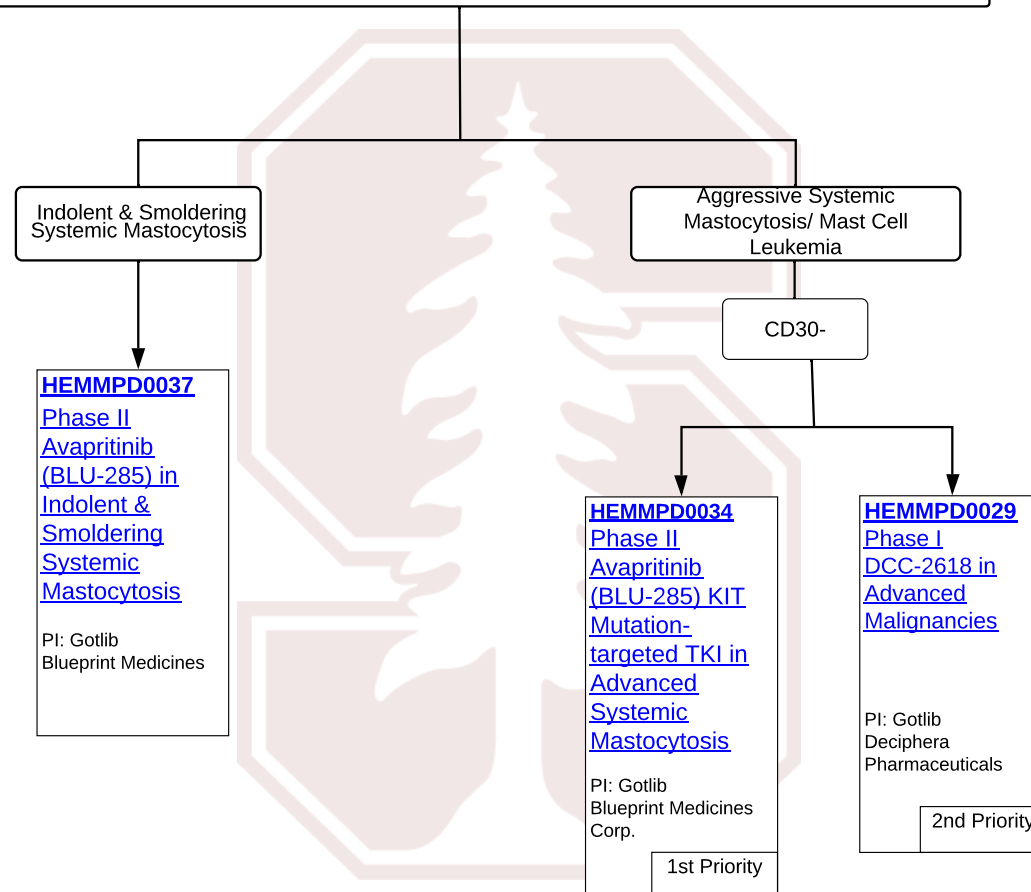 Indolent & Smoldering
Systemic Mastocytosis
Aggressive Systemic
Mastocytosis/ Mast Cell
Leukemia
CD30-
HEMMPD0037
Phase II
Avapritinib
(BLU-285) in
Indolent &
Smoldering
Systemic
Mastocytosis
PI: Gotlib
Blueprint Medicines
HEMMPD0034
Phase II
Avapritinib
(BLU-285) KIT
Mutation-
targeted TKI in
Advanced
Systemic
Mastocytosis
PI: Gotlib
Blueprint Medicines
Corp.
1st Priority
HEMMPD0029
Phase I
DCC-2618 in
Advanced
Malignancies
PI: Gotlib
Deciphera
Pharmaceuticals
2nd Priority